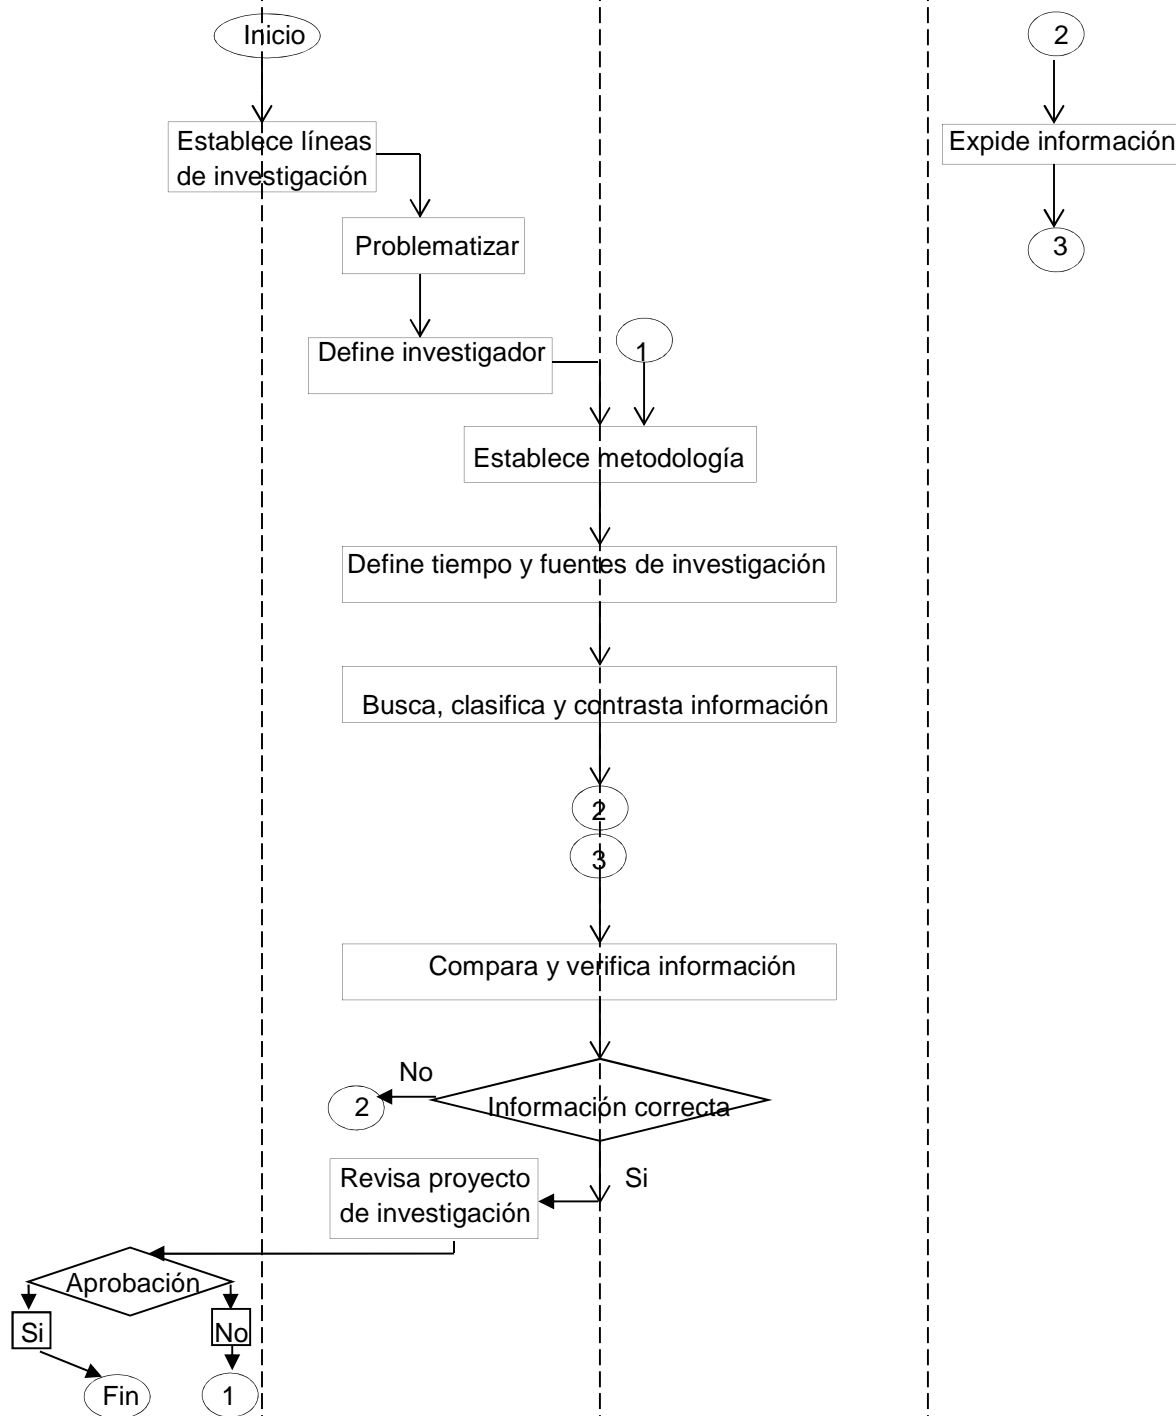 Inicio
2
Establece líneas
de investigación
Expide información
Problematizar
3
Define investigador
1
Establece metodología
Define tiempo y fuentes de investigación
Busca, clasifica y contrasta información
2
3
Compara y verifica información
No
2
Información correcta
Si
Revisa proyecto
de investigación
Aprobación
Si
No
Fin
1